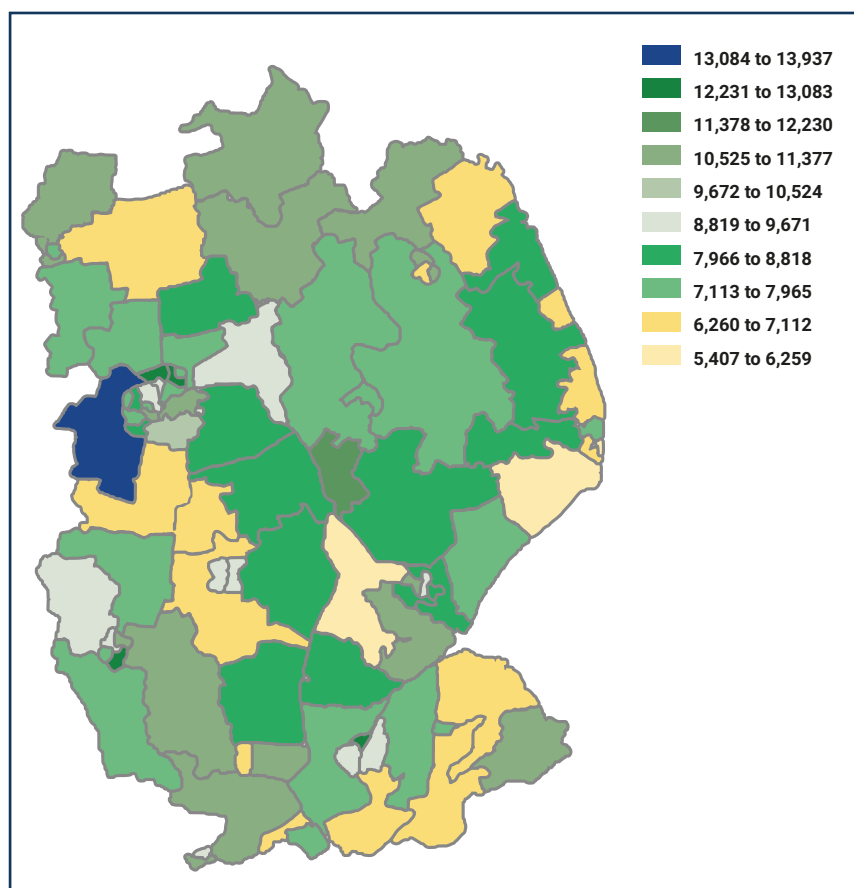 13,084 to 13,937
12,231 to 13,083
11,378 to 12,230
10,525 to 11,377
9,672 to 10,524
8,819 to 9,671
7,966 to 8,818
7,113 to 7,965
6,260 to 7,112
5,407 to 6,259